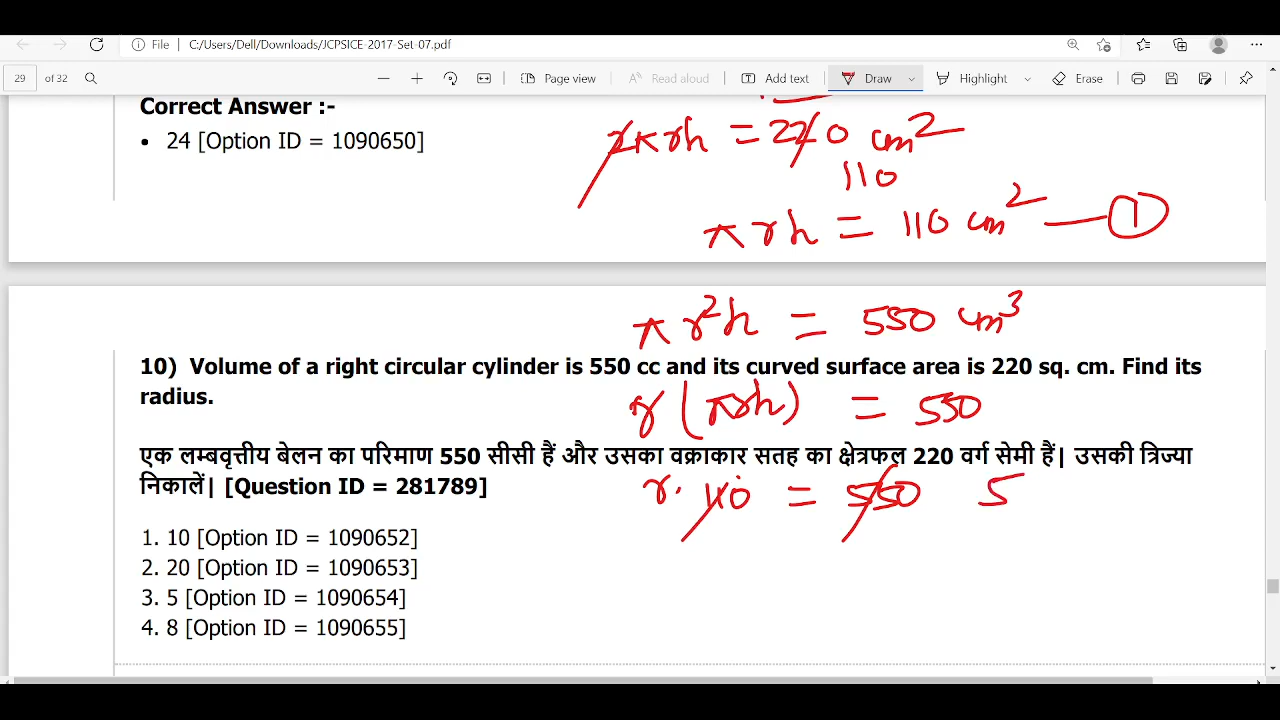 File C:/Users/Dell/Downloads/JCPSICE-2017-Set-07.pdf
29 of 32 Page view Read aloud Add text Draw Highlight Erase
Correct Answer :-
• 24 [Option ID = 1090650]
2πrh = 220 cm²
110
πrh = 110 cm² — 1
πr²h = 550 cm³
10) Volume of a right circular cylinder is 550 cc and its curved surface area is 220 sq. cm. Find its
radius.
r (πrh) = 550
एक लम्बवृत्तीय बेलन का परिमाण 550 सीसी हैं और उसका वक्राकार सतह का क्षेत्रफल 220 वर्ग सेमी हैं| उसकी त्रिज्या
निकालें| [Question ID = 281789]
r. 110 = 550 5
1. 10 [Option ID = 1090652]
2. 20 [Option ID = 1090653]
3. 5 [Option ID = 1090654]
4. 8 [Option ID = 1090655]